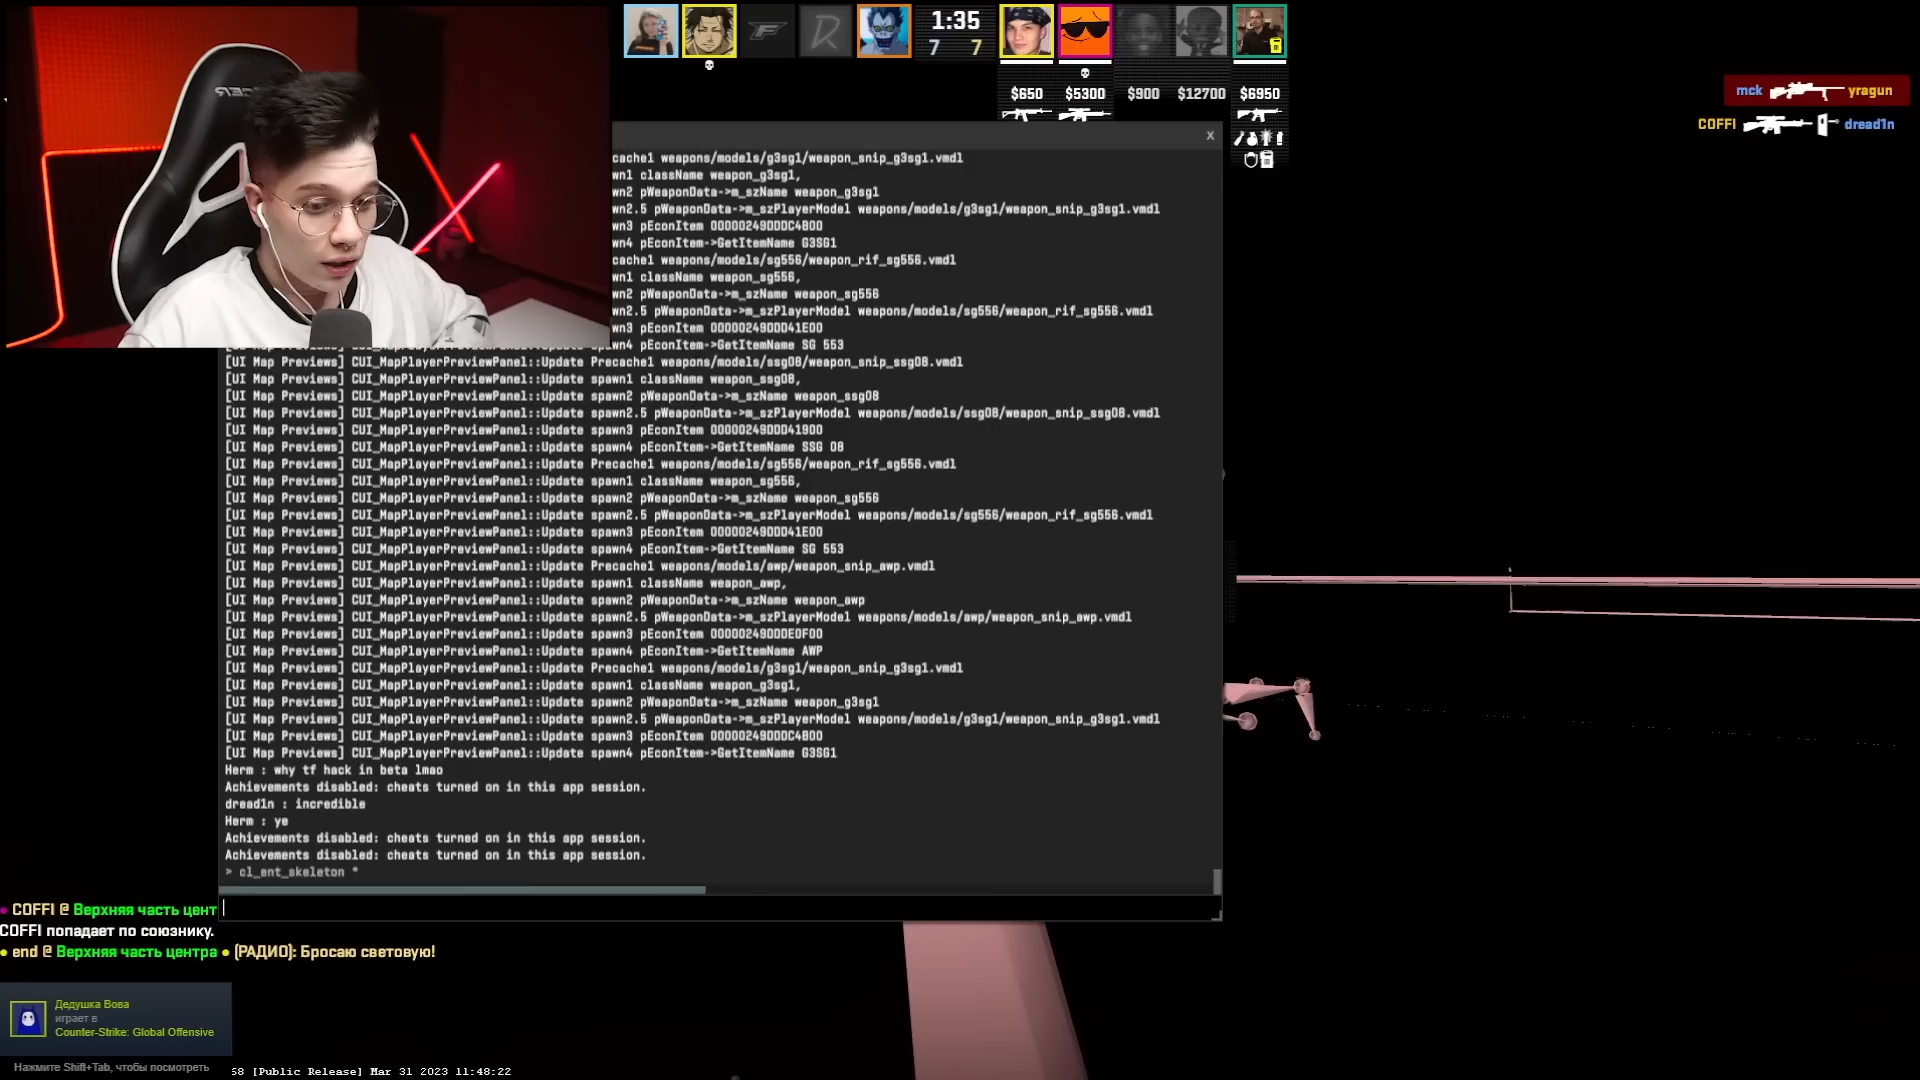 1:35
7 7
$650 $5300 $900 $12700 $6950
mck yragun
COFFI dread1n
x
cache1 weapons/models/g3sg1/weapon_snip_g3sg1.vmdl
wn1 className weapon_g3sg1,
wn2 pWeaponData->m_szName weapon_g3sg1
wn2.5 pWeaponData->m_szPlayerModel weapons/models/g3sg1/weapon_snip_g3sg1.vmdl
wn3 pEconItem 00000249DDDC4B00
wn4 pEconItem->GetItemName G3SG1
cache1 weapons/models/sg556/weapon_rif_sg556.vmdl
wn1 className weapon_sg556,
wn2 pWeaponData->m_szName weapon_sg556
wn2.5 pWeaponData->m_szPlayerModel weapons/models/sg556/weapon_rif_sg556.vmdl
wn3 pEconItem 00000249DDD41E00
wn4 pEconItem->GetItemName SG 553
[UI Map Previews] CUI_MapPlayerPreviewPanel::Update Precache1 weapons/models/ssg08/weapon_snip_ssg08.vmdl
[UI Map Previews] CUI_MapPlayerPreviewPanel::Update spawn1 className weapon_ssg08,
[UI Map Previews] CUI_MapPlayerPreviewPanel::Update spawn2 pWeaponData->m_szName weapon_ssg08
[UI Map Previews] CUI_MapPlayerPreviewPanel::Update spawn2.5 pWeaponData->m_szPlayerModel weapons/models/ssg08/weapon_snip_ssg08.vmdl
[UI Map Previews] CUI_MapPlayerPreviewPanel::Update spawn3 pEconItem 00000249DDD41900
[UI Map Previews] CUI_MapPlayerPreviewPanel::Update spawn4 pEconItem->GetItemName SSG 08
[UI Map Previews] CUI_MapPlayerPreviewPanel::Update Precache1 weapons/models/sg556/weapon_rif_sg556.vmdl
[UI Map Previews] CUI_MapPlayerPreviewPanel::Update spawn1 className weapon_sg556,
[UI Map Previews] CUI_MapPlayerPreviewPanel::Update spawn2 pWeaponData->m_szName weapon_sg556
[UI Map Previews] CUI_MapPlayerPreviewPanel::Update spawn2.5 pWeaponData->m_szPlayerModel weapons/models/sg556/weapon_rif_sg556.vmdl
[UI Map Previews] CUI_MapPlayerPreviewPanel::Update spawn3 pEconItem 00000249DDD41E00
[UI Map Previews] CUI_MapPlayerPreviewPanel::Update spawn4 pEconItem->GetItemName SG 553
[UI Map Previews] CUI_MapPlayerPreviewPanel::Update Precache1 weapons/models/awp/weapon_snip_awp.vmdl
[UI Map Previews] CUI_MapPlayerPreviewPanel::Update spawn1 className weapon_awp,
[UI Map Previews] CUI_MapPlayerPreviewPanel::Update spawn2 pWeaponData->m_szName weapon_awp
[UI Map Previews] CUI_MapPlayerPreviewPanel::Update spawn2.5 pWeaponData->m_szPlayerModel weapons/models/awp/weapon_snip_awp.vmdl
[UI Map Previews] CUI_MapPlayerPreviewPanel::Update spawn3 pEconItem 00000249DDDE0F00
[UI Map Previews] CUI_MapPlayerPreviewPanel::Update spawn4 pEconItem->GetItemName AWP
[UI Map Previews] CUI_MapPlayerPreviewPanel::Update Precache1 weapons/models/g3sg1/weapon_snip_g3sg1.vmdl
[UI Map Previews] CUI_MapPlayerPreviewPanel::Update spawn1 className weapon_g3sg1,
[UI Map Previews] CUI_MapPlayerPreviewPanel::Update spawn2 pWeaponData->m_szName weapon_g3sg1
[UI Map Previews] CUI_MapPlayerPreviewPanel::Update spawn2.5 pWeaponData->m_szPlayerModel weapons/models/g3sg1/weapon_snip_g3sg1.vmdl
[UI Map Previews] CUI_MapPlayerPreviewPanel::Update spawn3 pEconItem 00000249DDDC4B00
[UI Map Previews] CUI_MapPlayerPreviewPanel::Update spawn4 pEconItem->GetItemName G3SG1
Herm : why tf hack in beta lmao
Achievements disabled: cheats turned on in this app session.
dread1n : incredible
Herm : ye
Achievements disabled: cheats turned on in this app session.
Achievements disabled: cheats turned on in this app session.
> cl_ent_skeleton *
COFFI @ Верхняя часть цент
COFFI попадает по союзнику.
end @ Верхняя часть центра (РАДИО): Бросаю световую!
Дедушка Вова
играет в
Counter-Strike: Global Offensive
Нажмите Shift+Tab, чтобы посмотреть
58 [Public Release] Mar 31 2023 11:48:22